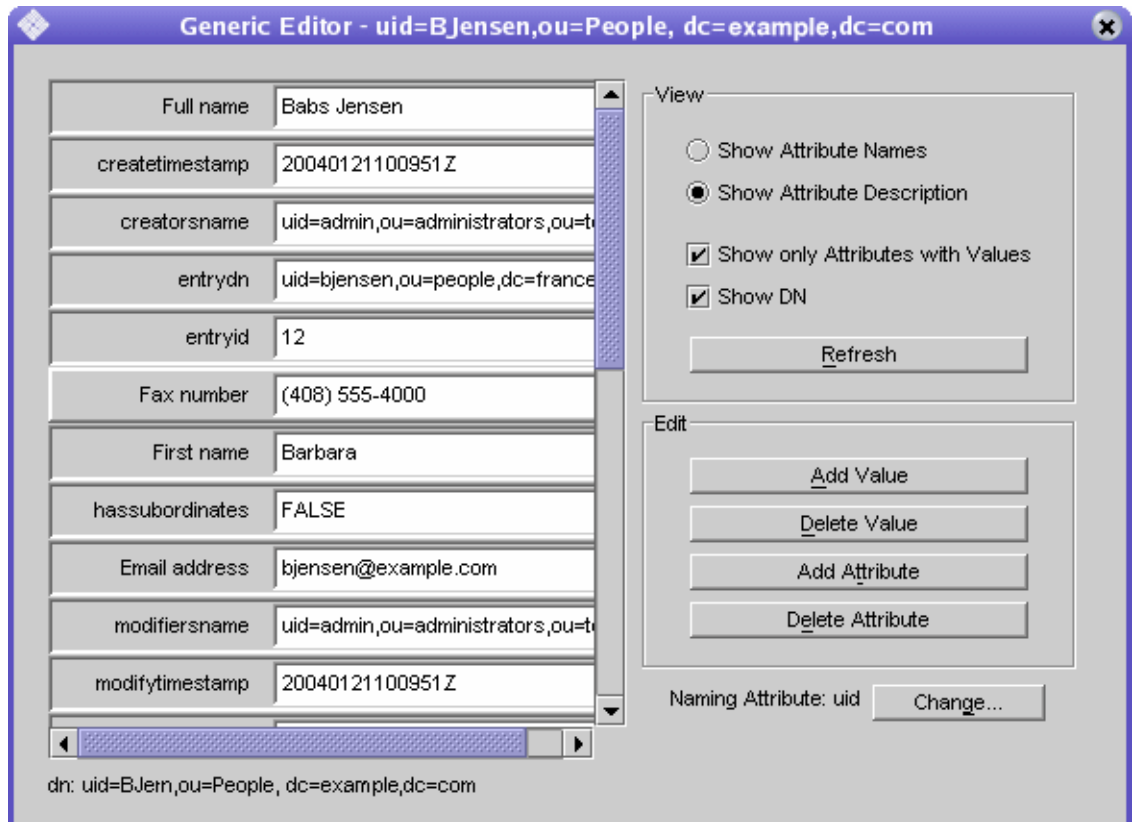 Generic Editor - uid=BJensen,ou=People, dc=example,dc=com
Full name Babs Jensen
createtimestamp 20040121100951Z
creatorsname uid=admin,ou=administrators,ou=t
entrydn uid=bjensen,ou=people,dc=france
entryid 12
Fax number (408) 555-4000
First name Barbara
hassubordinates FALSE
Email address bjensen@example.com
modifiersname uid=admin,ou=administrators,ou=t
modifytimestamp 20040121100951Z
View
Show Attribute Names
Show Attribute Description
Show only Attributes with Values
Show DN
Refresh
Edit
Add Value
Delete Value
Add Attribute
Delete Attribute
Naming Attribute: uid Change...
dn: uid=BJern,ou=People, dc=example,dc=com